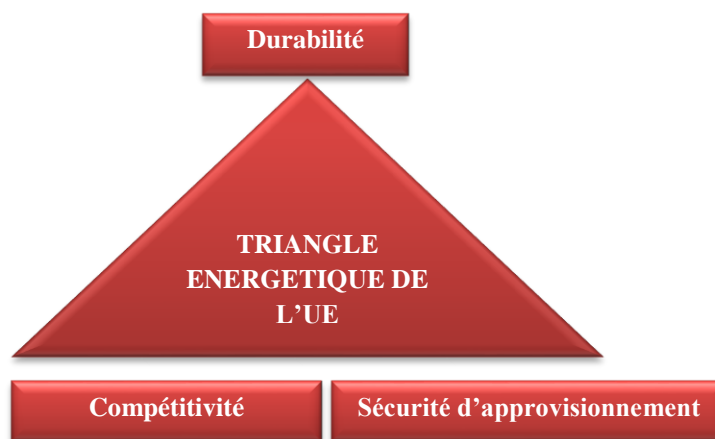 Durabilité
TRIANGLE
ENERGETIQUE DE
L’UE
Compétitivité
Sécurité d’approvisionnement